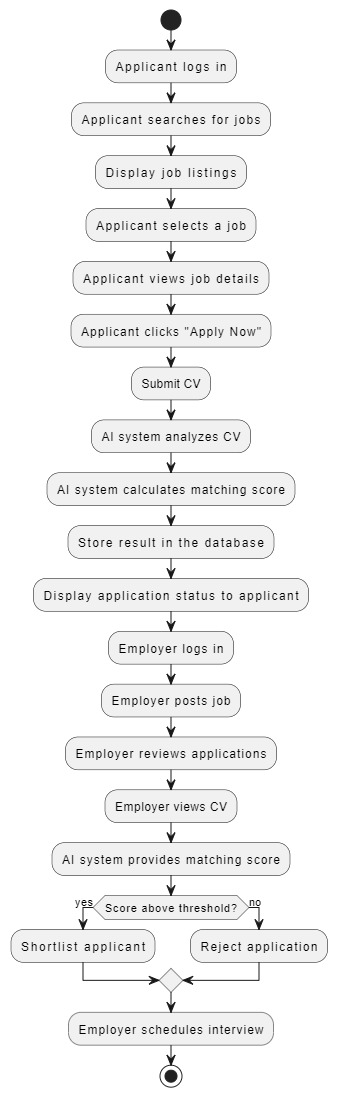 Applicant logs in
Applicant searches for jobs
Display job listings
Applicant selects a job
Applicant views job details
Applicant clicks "Apply Now"
Submit CV
AI system analyzes CV
AI system calculates matching score
Store result in the database
Display application status to applicant
Employer logs in
Employer posts job
Employer reviews applications
Employer views CV
AI system provides matching score
yes
Score above threshold?
no
Shortlist applicant
Reject application
Employer schedules interview